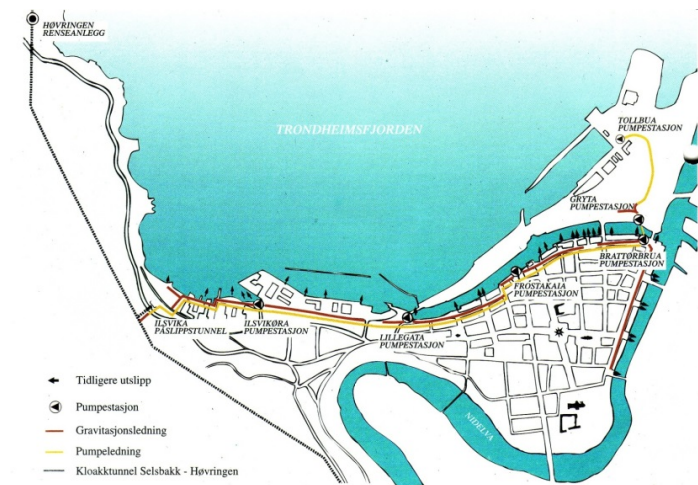 HØVRINGEN
RENSEANLEGG
TRONDHEIMSFJORDEN
TOLLBUA
PUMPESTASJON
GRYTA
PUMPESTASJON
BRATTØRBRUA
PUMPESTASJON
FROSTAKAIA
PUMPESTASJON
ILSVIKA
PÅSLIPPSTUNNEL
ILSVIKØRA
PUMPESTASJON
LILLEGATA
PUMPESTASJON
NIDELVA
Tidligere utslipp
Pumpestasjon
Gravitasjonsledning
Pumpeledning
Kloakktunnel Selsbakk - Høvringen